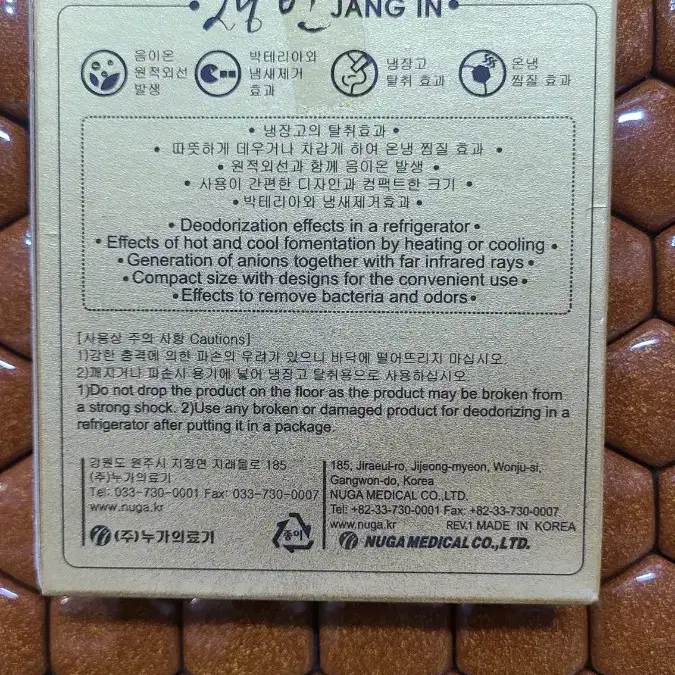 장인 JANG IN
음이온
원적외선
발생
박테리아와
냄새제거
효과
냉장고
탈취 효과
온냉
찜질 효과
• 냉장고의 탈취효과 •
• 따뜻하게 데우거나 차갑게 하여 온냉 찜질 효과 •
• 원적외선과 함께 음이온 발생 •
• 사용이 간편한 디자인과 컴팩트한 크기 •
•박테리아와 냄새제거효과•
• Deodorization effects in a refrigerator•
• Effects of hot and cool fomentation by heating or cooling •
• Generation of anions together with far infrared rays •
•Compact size with designs for the convenient use•
•Effects to remove bacteria and odors•
[사용상 주의 사항 Cautions]
1)강한 충격에 의한 파손의 우려가 있으니 바닥에 떨어뜨리지 마십시오.
2)깨지거나 파손시 용기에 넣어 냉장고 탈취용으로 사용하십시오.
1)Do not drop the product on the floor as the product may be broken from
a strong shock. 2)Use any broken or damaged product for deodorizing in a
refrigerator after putting it in a package.
강원도 원주시 지정면 지래울로 185
(주)누가의료기
Tel: 033-730-0001 Fax: 033-730-0007
www.nuga.kr
(주)누가의료기
종이
185, Jiraeul-ro, Jijeong-myeon, Wonju-si,
Gangwon-do, Korea
NUGA MEDICAL CO.,LTD.
Tel: +82-33-730-0001 Fax: +82-33-730-0007
www.nuga.kr REV.1 MADE IN KOREA
NUGA MEDICAL CO., LTD.